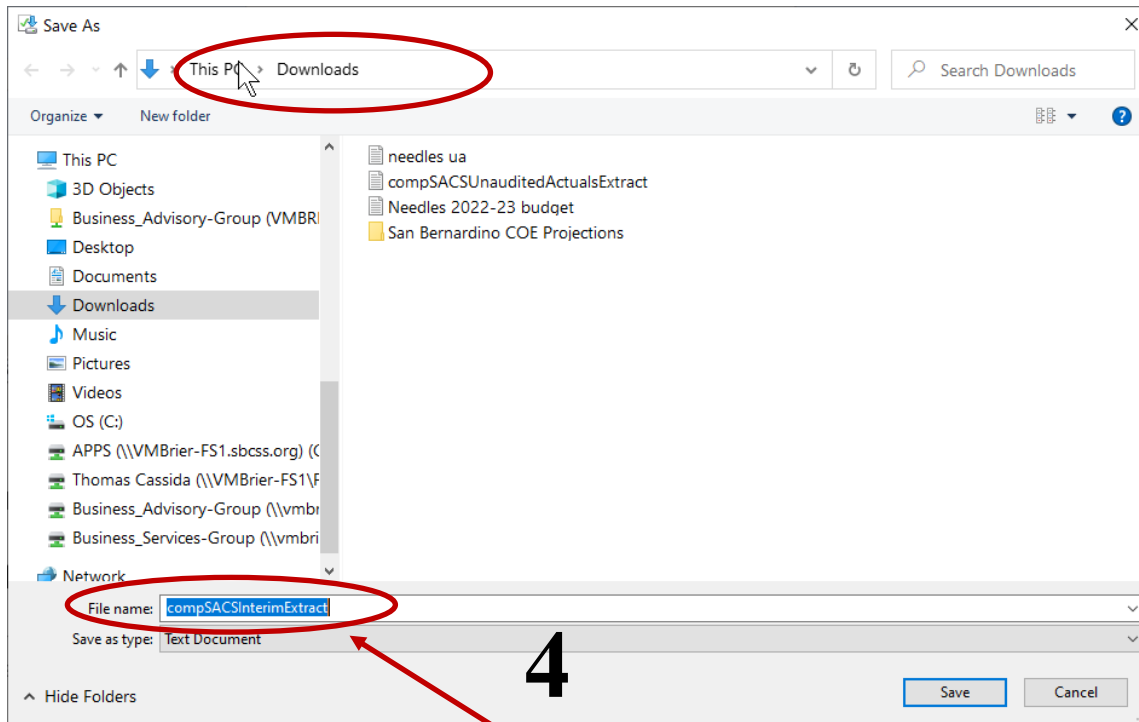 Save As
This PC > Downloads
Search Downloads
Organize
New folder
This PC
3D Objects
Business_Advisory-Group (VMBRI
Desktop
Documents
Downloads
Music
Pictures
Videos
OS (C:)
APPS (\\VMBrier-FS1.sbcss.org) (G
Thomas Cassida (\\VMBrier-FS1\F
Business_Advisory-Group (\\vmbr
Business_Services-Group (\\vmbri
Network
needles ua
compSACSUnauditedActualsExtract
Needles 2022-23 budget
San Bernardino COE Projections
File name: compSACSInterimExtract
Save as type: Text Document
4
Hide Folders
Save
Cancel